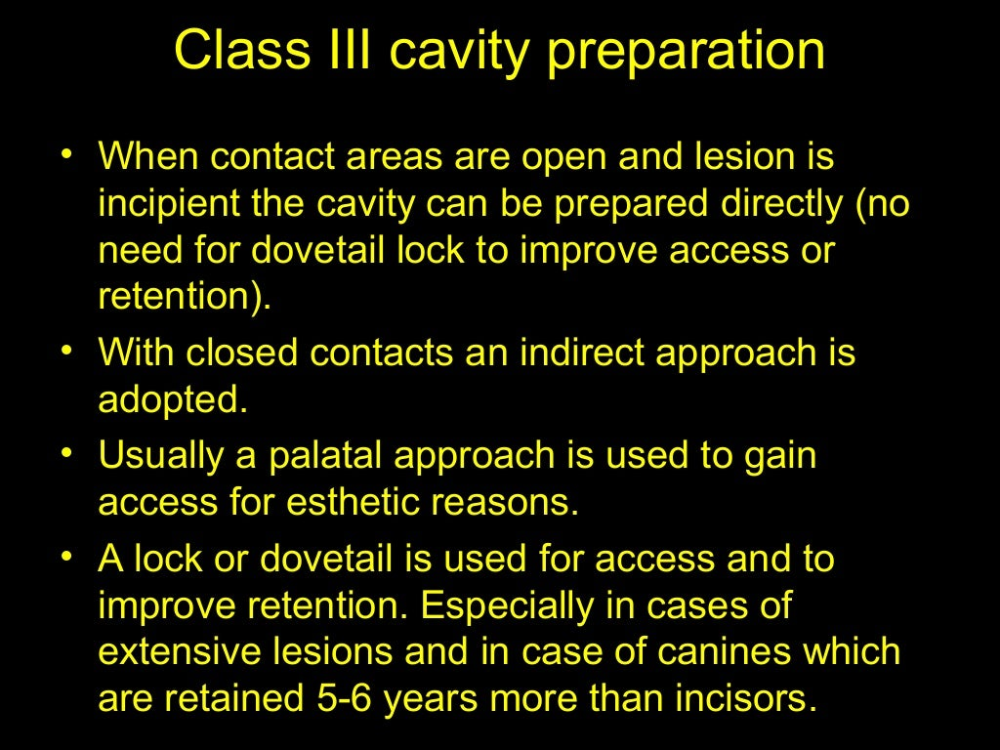 Class III cavity preparation
• When contact areas are open and lesion is
incipient the cavity can be prepared directly (no
need for dovetail lock to improve access or
retention).
• With closed contacts an indirect approach is
adopted.
• Usually a palatal approach is used to gain
access for esthetic reasons.
• A lock or dovetail is used for access and to
improve retention. Especially in cases of
extensive lesions and in case of canines which
are retained 5-6 years more than incisors.